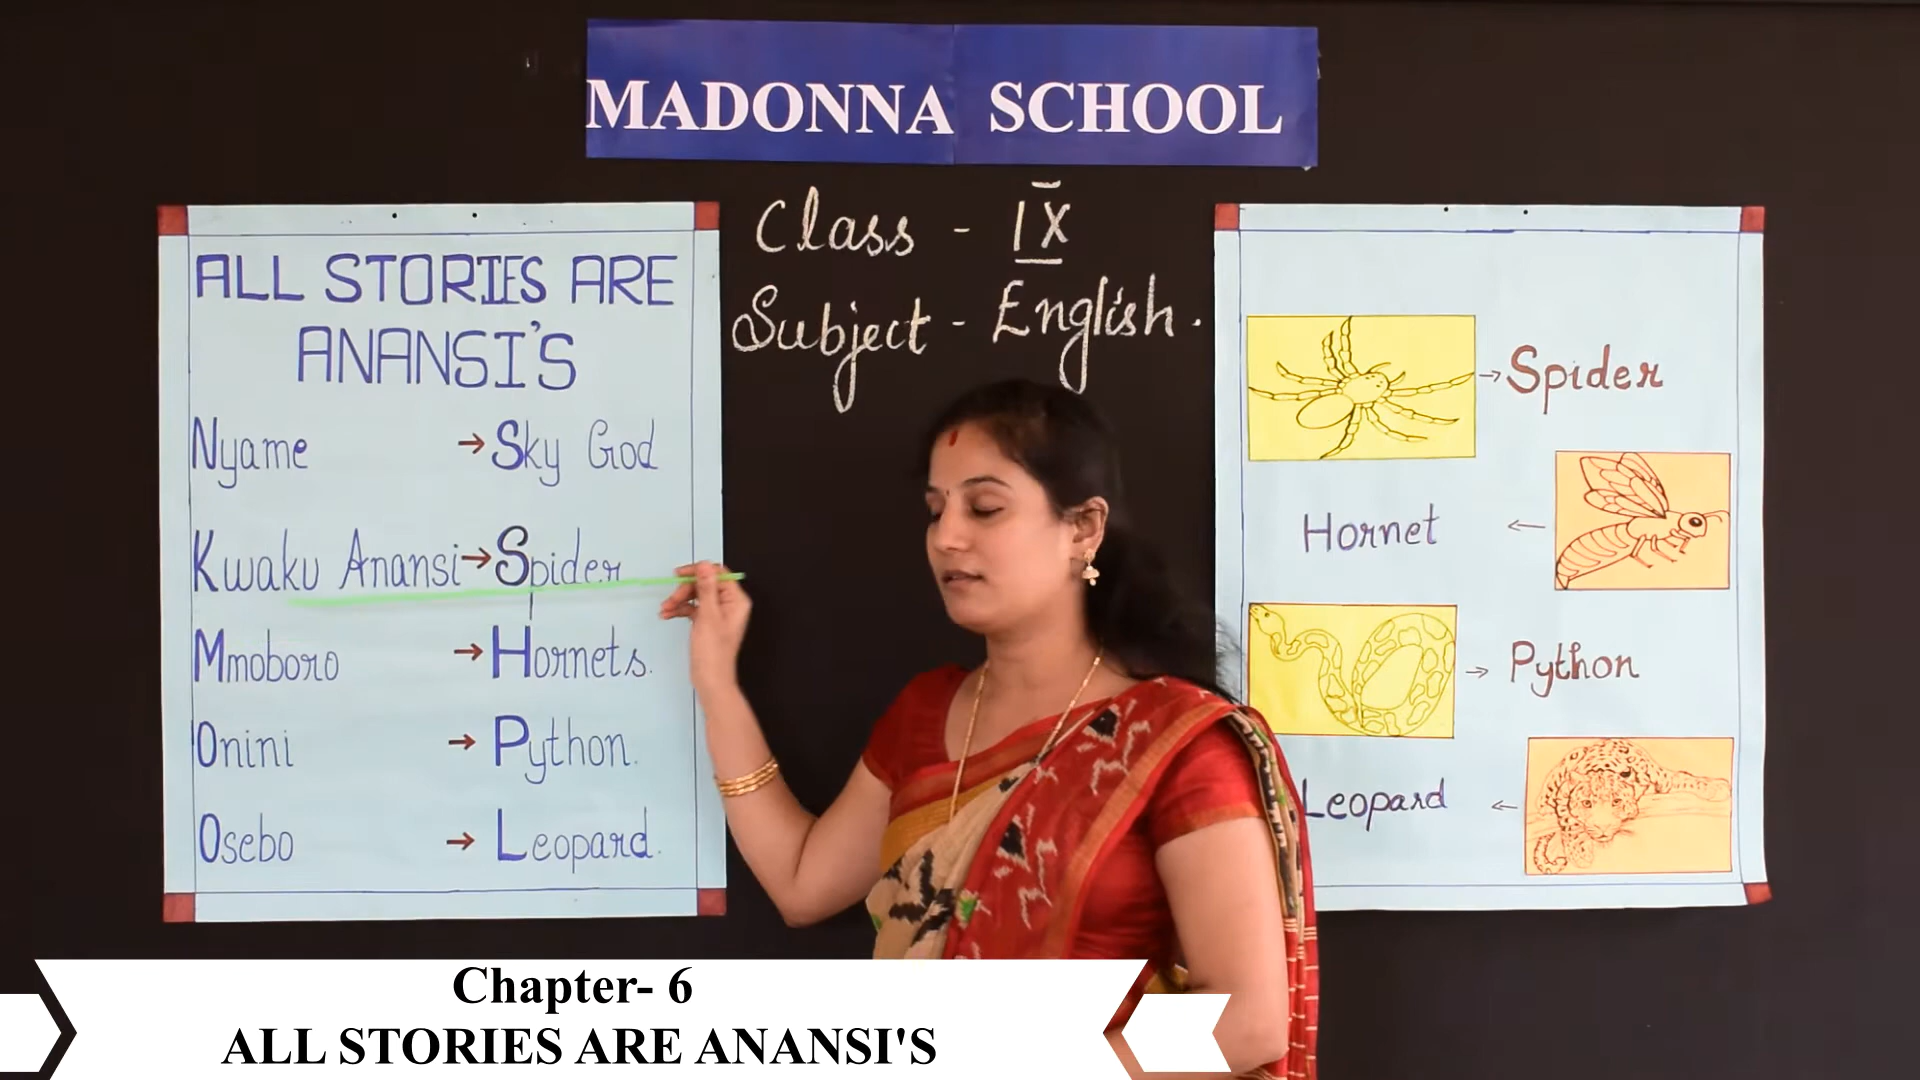 MADONNA SCHOOL
Class - IX
Subject - English.
ALL STORIES ARE
ANANSI'S
Nyame → Sky God
Kwaku Anansi → Spider
Mmoboro → Hornets.
Onini → Python.
Osebo → Leopard.
→ Spider
Hornet ←
→ Python
Leopard ←
Chapter- 6
ALL STORIES ARE ANANSI'S